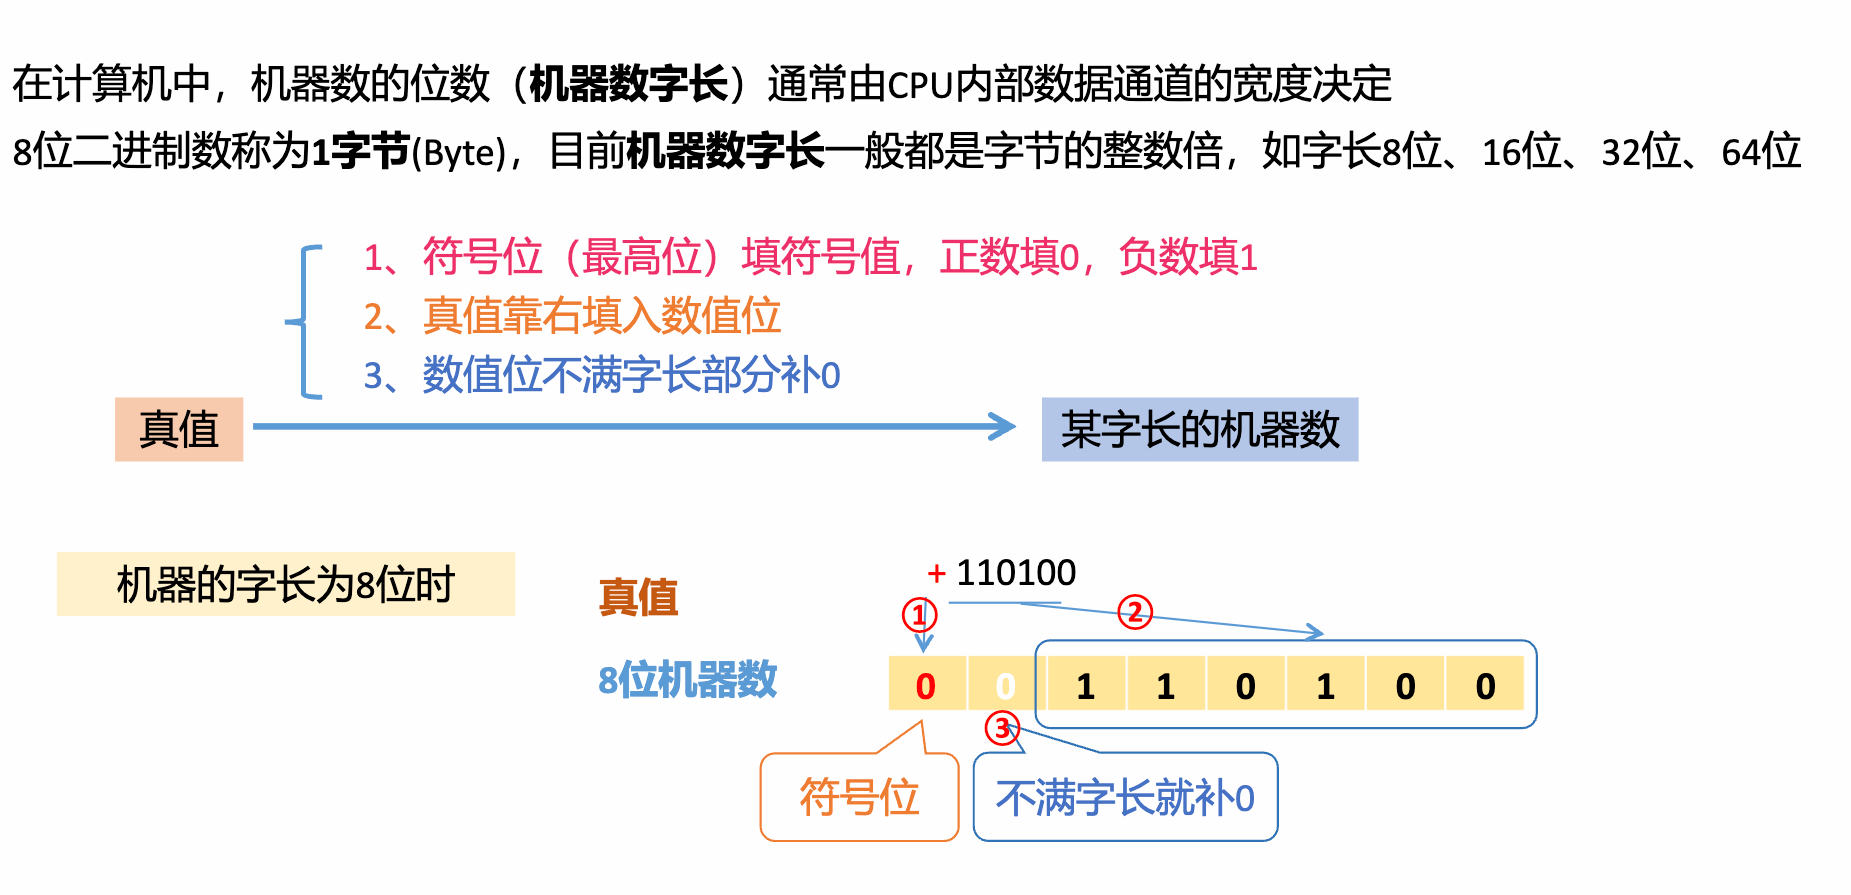 在计算机中，机器数的位数（机器数字长）通常由CPU内部数据通道的宽度决定
8位二进制数称为1字节(Byte)，目前机器数字长一般都是字节的整数倍，如字长8位、16位、32位、64位
1、符号位（最高位）填符号值，正数填0，负数填1
2、真值靠右填入数值位
3、数值位不满字长部分补0
真值
某字长的机器数
机器的字长为8位时
真值
+ 110100
①
②
8位机器数
0 0 1 1 0 1 0 0
③
符号位
不满字长就补0